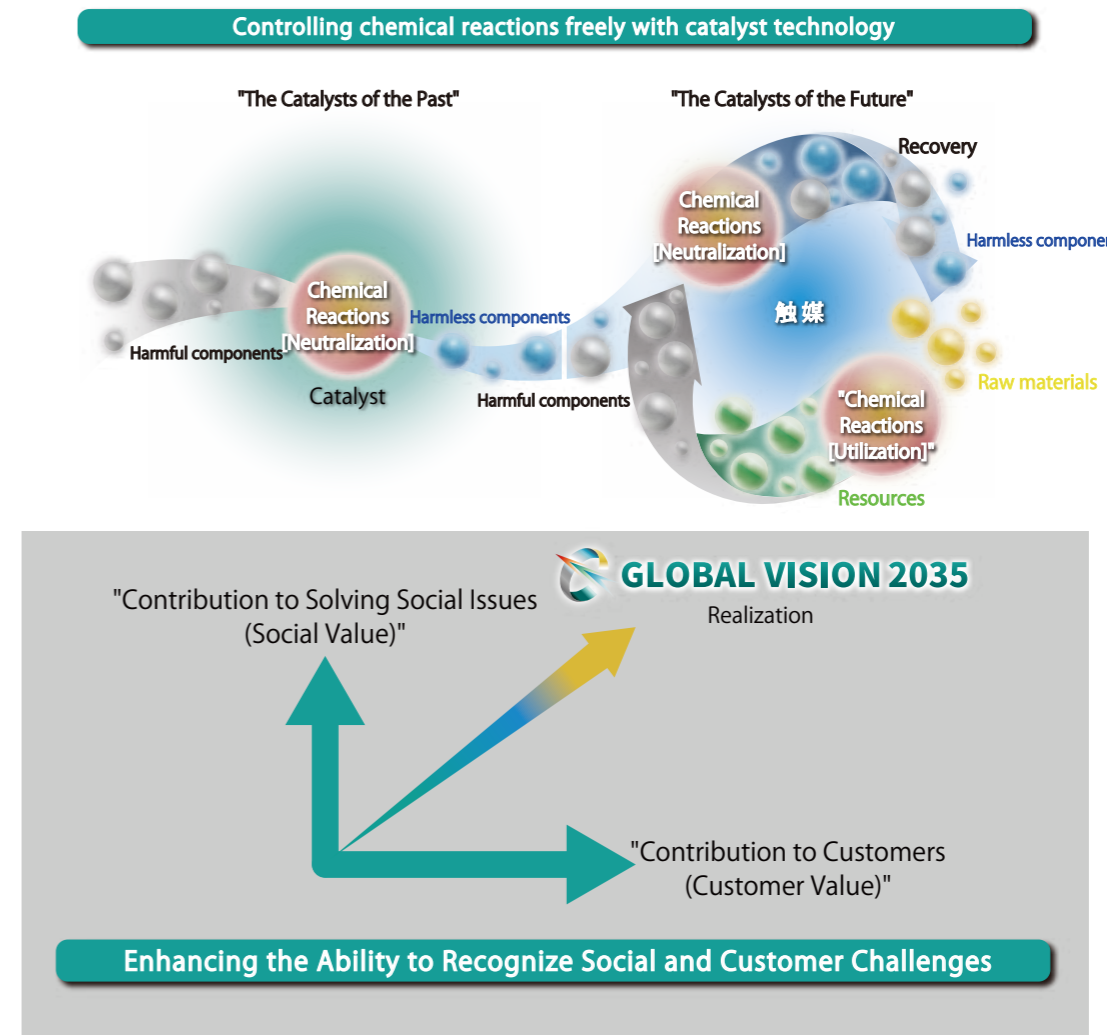 Controlling chemical reactions freely with catalyst technology
"The Catalysts of the Past"
"The Catalysts of the Future"
Recovery
Chemical
Reactions
[Neutralization]
Harmless componen
触媒
Chemical
Reactions
[Neutralization]
Harmless components
Harmful components
Catalyst
Harmful components
Raw materials
"Chemical
Reactions
[Utilization]"
Resources
GLOBAL VISION 2035
Realization
"Contribution to Solving Social Issues
(Social Value)"
"Contribution to Customers
(Customer Value)"
Enhancing the Ability to Recognize Social and Customer Challenges